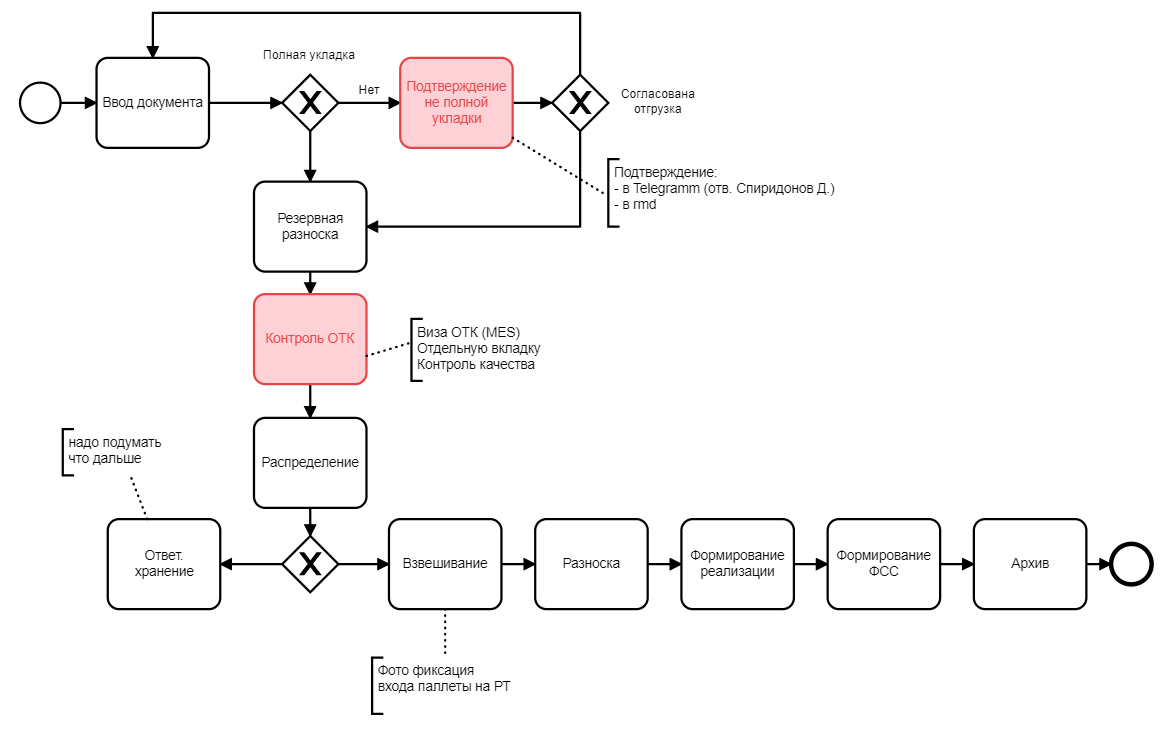 Полная укладка
Ввод документа
Нет
Подтверждение
не полной
укладки
Согласована
отгрузка
Подтверждение:
- в Telegramm (отв. Спиридонов Д.)
- в rmd
Резервная
разноска
Контроль ОТК
Виза ОТК (MES)
Отдельную вкладку
Контроль качества
надо подумать
что дальше
Распределение
Ответ.
хранение
Взвешивание
Разноска
Формирование
реализации
Формирование
ФСС
Архив
Фото фиксация
входа паллеты на РТ